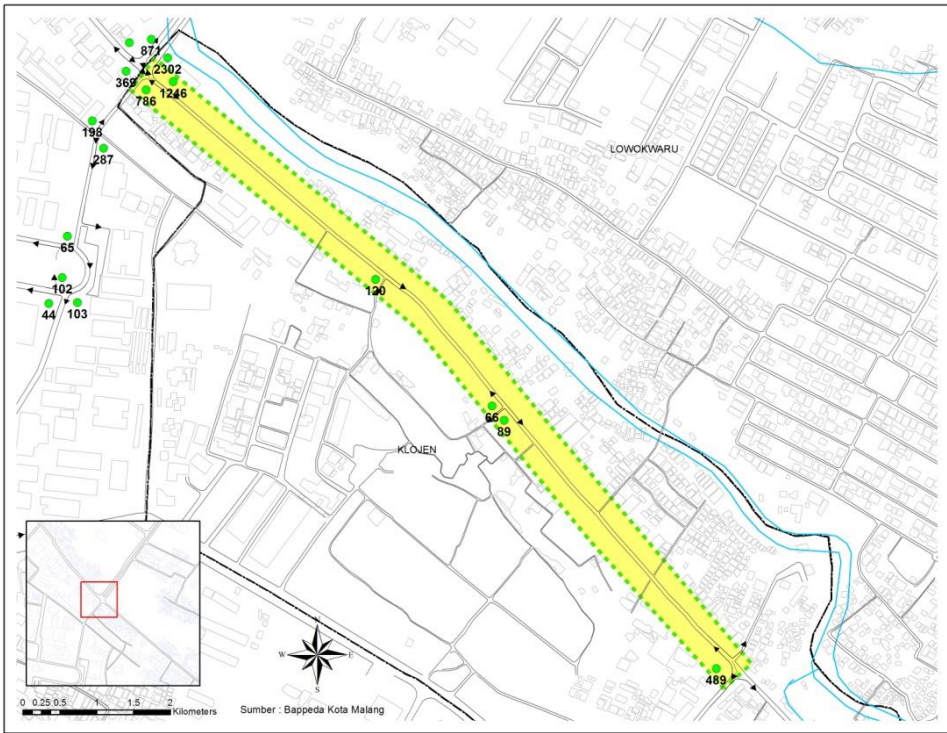 871
2302
369
1246
786
198
287
LOWOKWARU
65
120
102
44
103
66
89
KLOJEN
N
W
E
S
489
0 0.25 0.5 1 1.5 2
Kilometers
Sumber : Bappeda Kota Malang